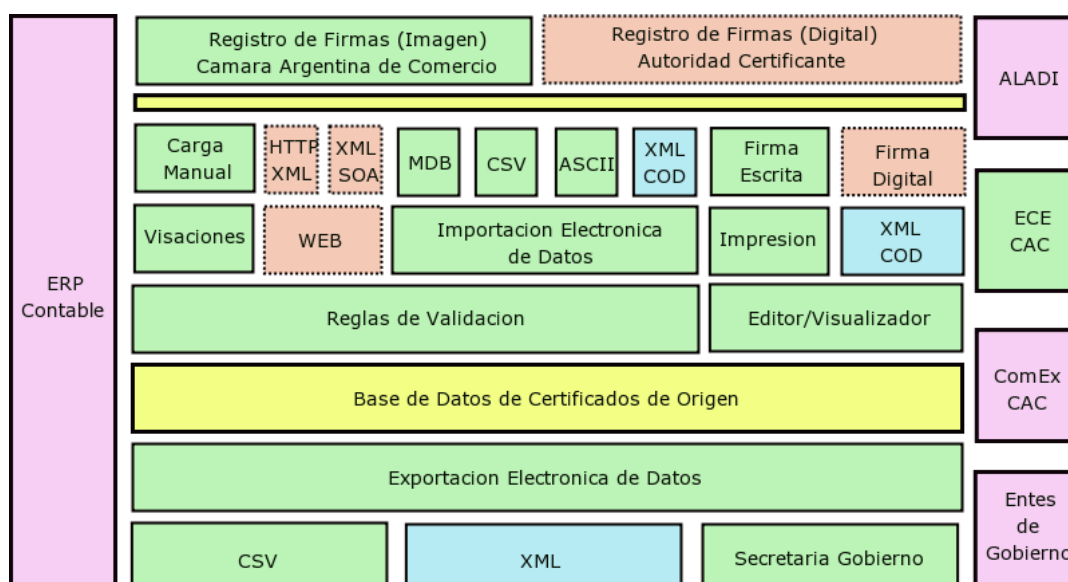 ERP
Contable
Registro de Firmas (Imagen)
Camara Argentina de Comercio
Registro de Firmas (Digital)
Autoridad Certificante
ALADI
Carga
Manual
HTTP
XML
XML
SOA
MDB
CSV
ASCII
XML
COD
Firma
Escrita
Firma
Digital
ECE
CAC
Visaciones
WEB
Importacion Electronica
de Datos
Impresion
XML
COD
Reglas de Validacion
Editor/Visualizador
ComEx
CAC
Base de Datos de Certificados de Origen
Exportacion Electronica de Datos
Entes
de
Gobierno
CSV
XML
Secretaria Gobierno